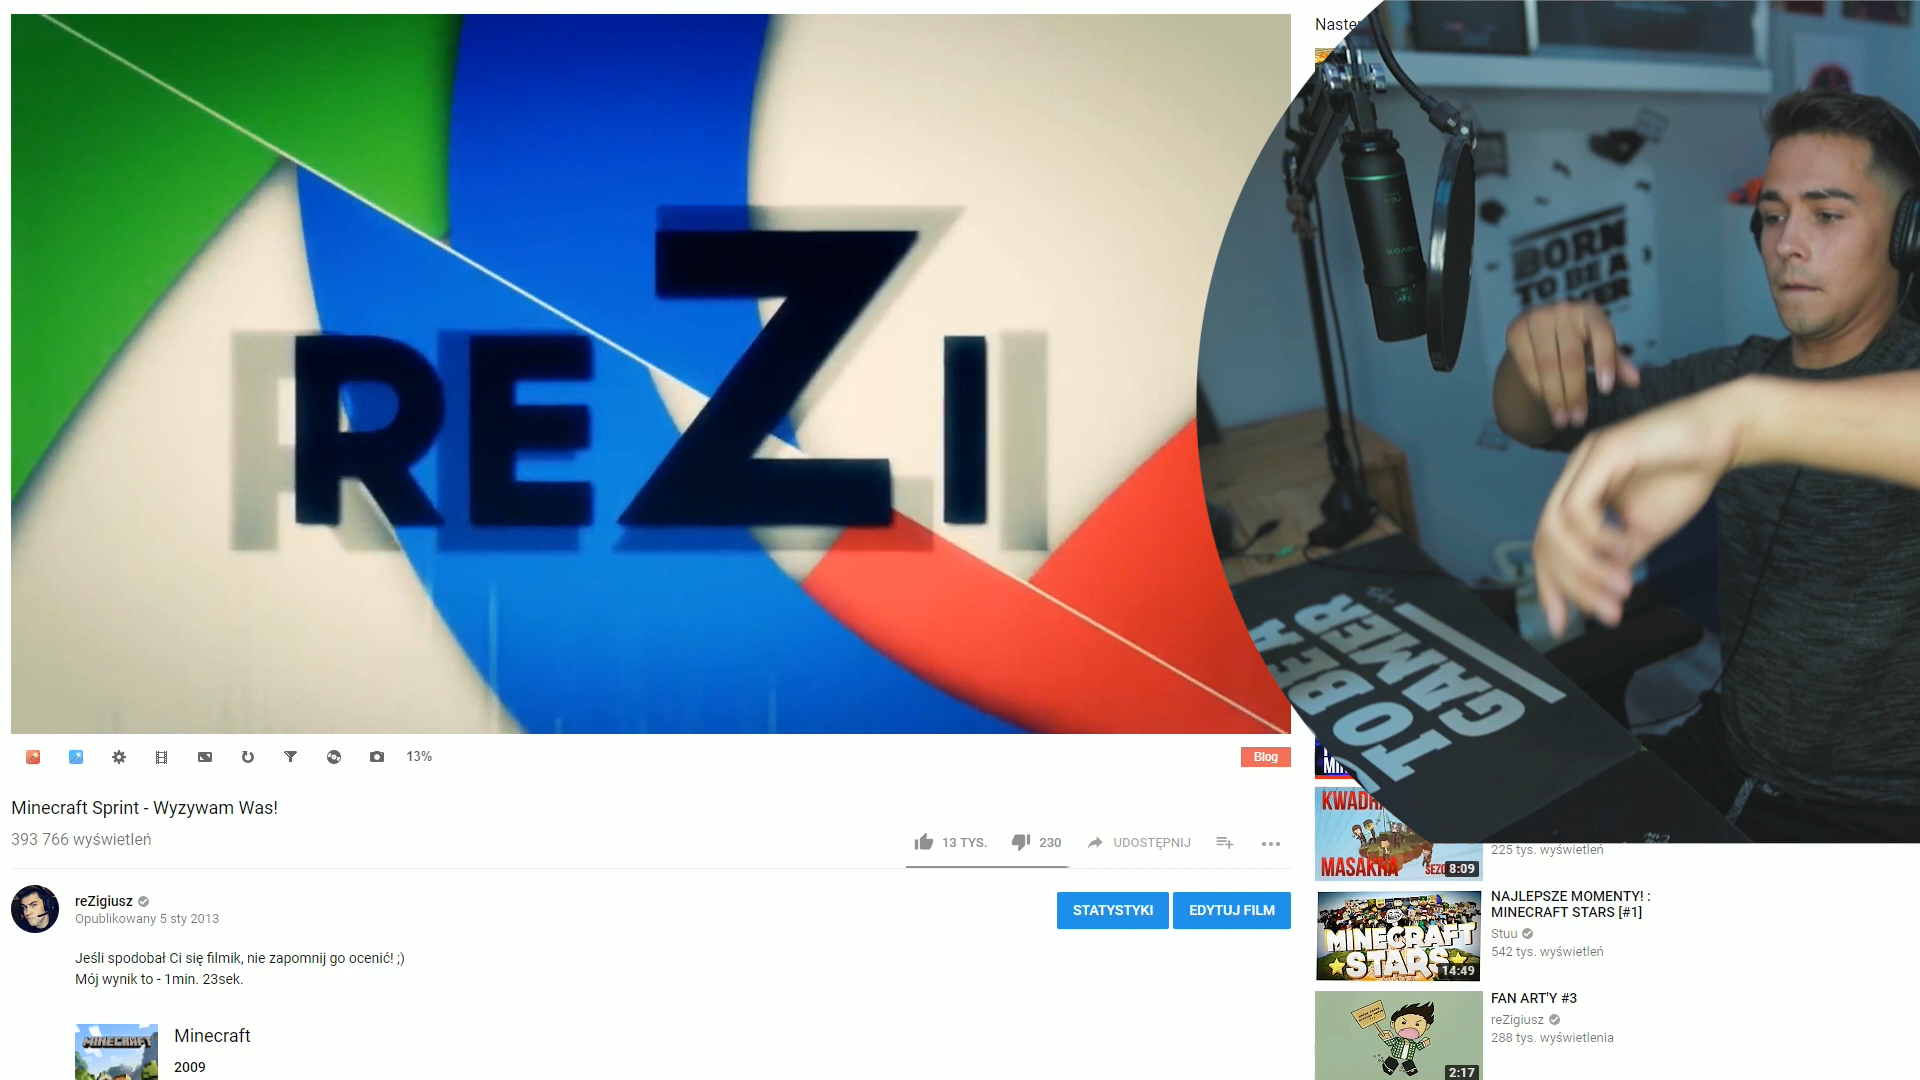 REZI
13%
Blog
Minecraft Sprint - Wyzywam Was!
393 766 wyświetleń
13 TYS.
230
UDOSTĘPNIJ
reZigiusz
Opublikowany 5 sty 2013
STATYSTYKI
EDYTUJ FILM
Jeśli spodobał Ci się filmik, nie zapomnij go ocenić! ;)
Mój wynik to - 1min. 23sek.
MINECRAFT
Minecraft
2009
BORN
TO BE A
TO BE A
GAMER
MASAKRA
8:09
225 tys. wyświetleń
MINECRAFT
STARS
14:49
NAJLEPSZE MOMENTY! :
MINECRAFT STARS [#1]
Stuu
542 tys. wyświetleń
2:17
FAN ART'Y #3
reZigiusz
288 tys. wyświetlenia